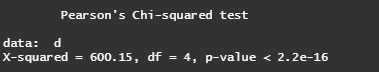 Pearson's Chi-squared test
data:  d
X-squared = 600.15, df = 4, p-value < 2.2e-16